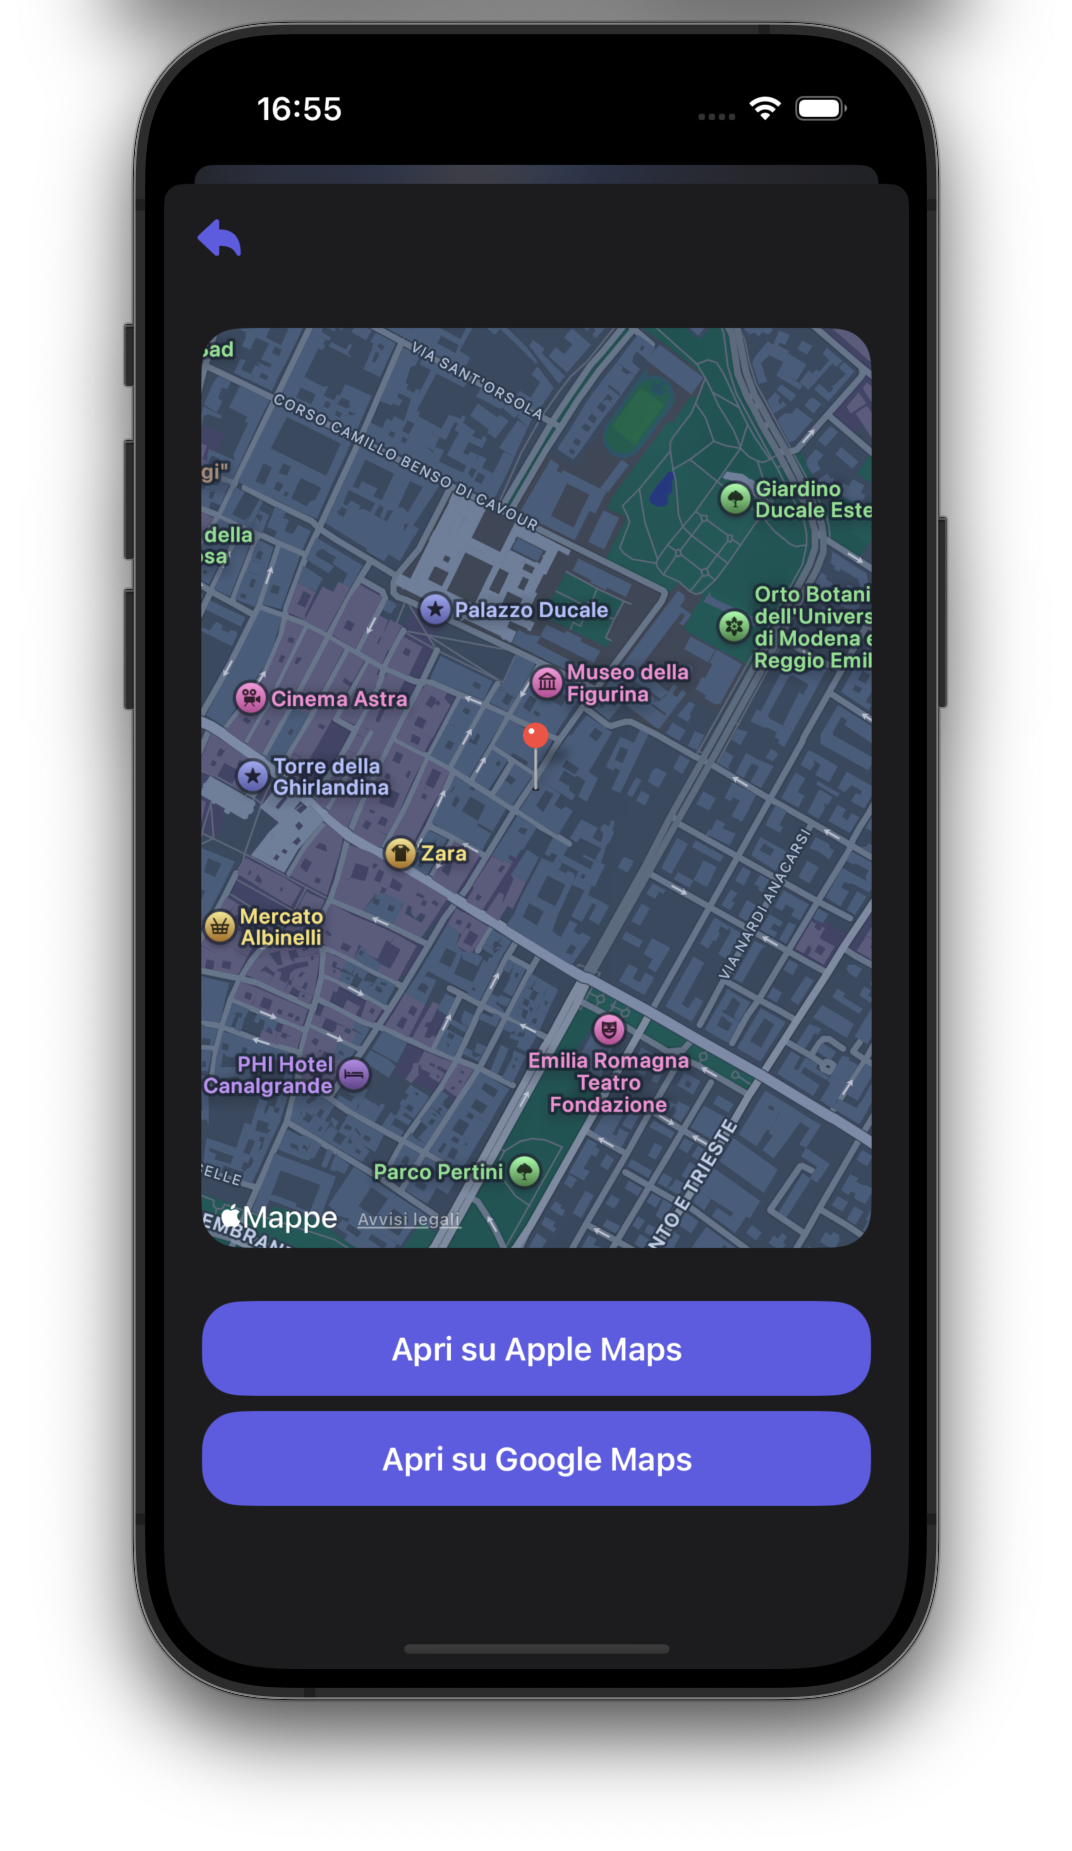 16:55
VIA SANT'ORSOLA
CORSO CAMILLO BENSO DI CAVOUR
gi"
Giardino
Ducale Este
della
osa
Orto Botani
dell'Univers
di Modena e
Reggio Emil
Palazzo Ducale
Museo della
Figurina
Cinema Astra
Torre della
Ghirlandina
Zara
VIA NARDI ANACARSI
Mercato
Albinelli
PHI Hotel
Canalgrande
Emilia Romagna
Teatro
Fondazione
Parco Pertini
NTO E TRIESTE
ELLE
EMBRAN
Mappe
Avvisi legali
Apri su Apple Maps
Apri su Google Maps